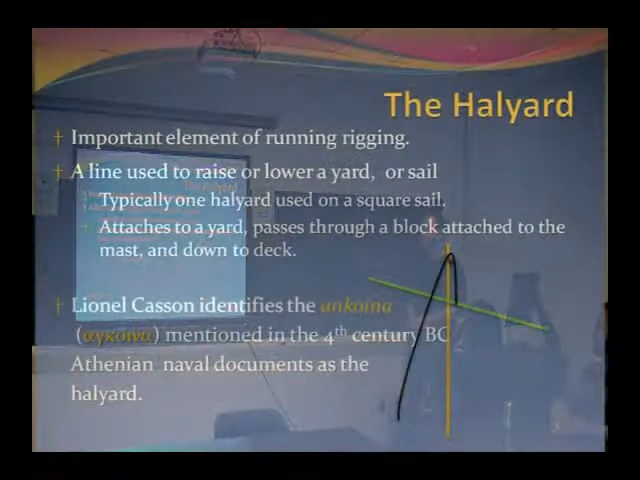 The Halyard
Important element of running rigging.
A line used to raise or lower a yard, or sail
Typically one halyard used on a square sail.
Attaches to a yard, passes through a block attached to the
mast, and down to deck.
Lionel Casson identifies the ankoina
(αγκοινα) mentioned in the 4th century BC
Athenian naval documents as the
halyard.